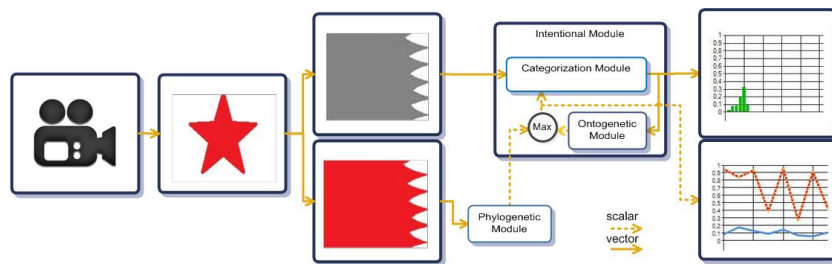 Intentional Module
Categorization Module
Max
Ontogenetic
Module
Phylogenetic
Module
scalar
vector
1
0,9
0,8
0,7
0,6
0,5
0,4
0,3
0,2
0,1
0
1
0,9
0,8
0,7
0,6
0,5
0,4
0,3
0,2
0,1
0